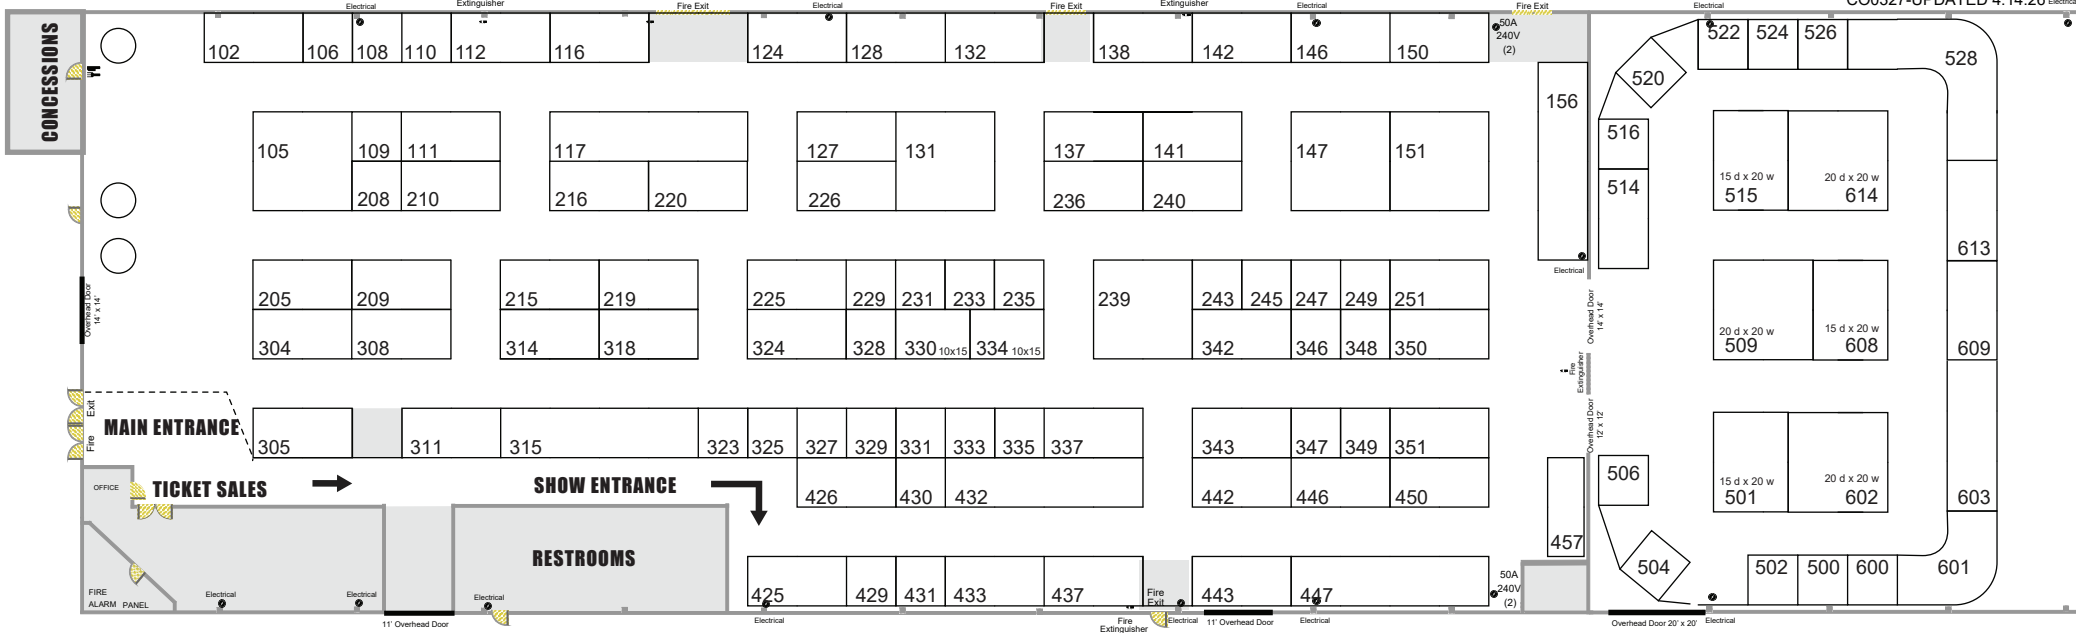 CO0327-UPDATED 4.14.26
Electrical
Extinguisher
Fire Exit
Electrical
Fire Exit
Extinguisher
Electrical
Fire Exit
Electrical
Electrical
CONCESSIONS
102 106 108 110 112 116 124 128 132 138 142 146 150
50A
240V
(2)
522 524 526 528
520
156
516
105 109 111 117 127 131 137 141 147 151
208 210 216 220 226 236 240
514
15 d x 20 w 20 d x 20 w
515 614
613
Electrical
Overhead Door
14' x 14'
205 209 215 219 225 229 231 233 235 239 243 245 247 249 251
304 308 314 318 324 328 330 10x15 334 10x15 342 346 348 350
Overhead Door
14' x 14'
20 d x 20 w 15 d x 20 w
509 608
609
Fire
Extinguisher
Fire Exit
MAIN ENTRANCE
305 311 315 323 325 327 329 331 333 335 337 343 347 349 351
Overhead Door
12' x 12'
426 430 432 442 446 450
506
15 d x 20 w 20 d x 20 w
501 602
603
OFFICE
TICKET SALES
SHOW ENTRANCE
RESTROOMS
457
504
502 500 600 601
425 429 431 433 437 443 447
Fire
Exit
50A
240V
(2)
FIRE
ALARM PANEL
Electrical
Electrical
Electrical
11' Overhead Door
Electrical
Fire
Extinguisher
Electrical
11' Overhead Door
Electrical
Overhead Door 20' x 20'
Electrical